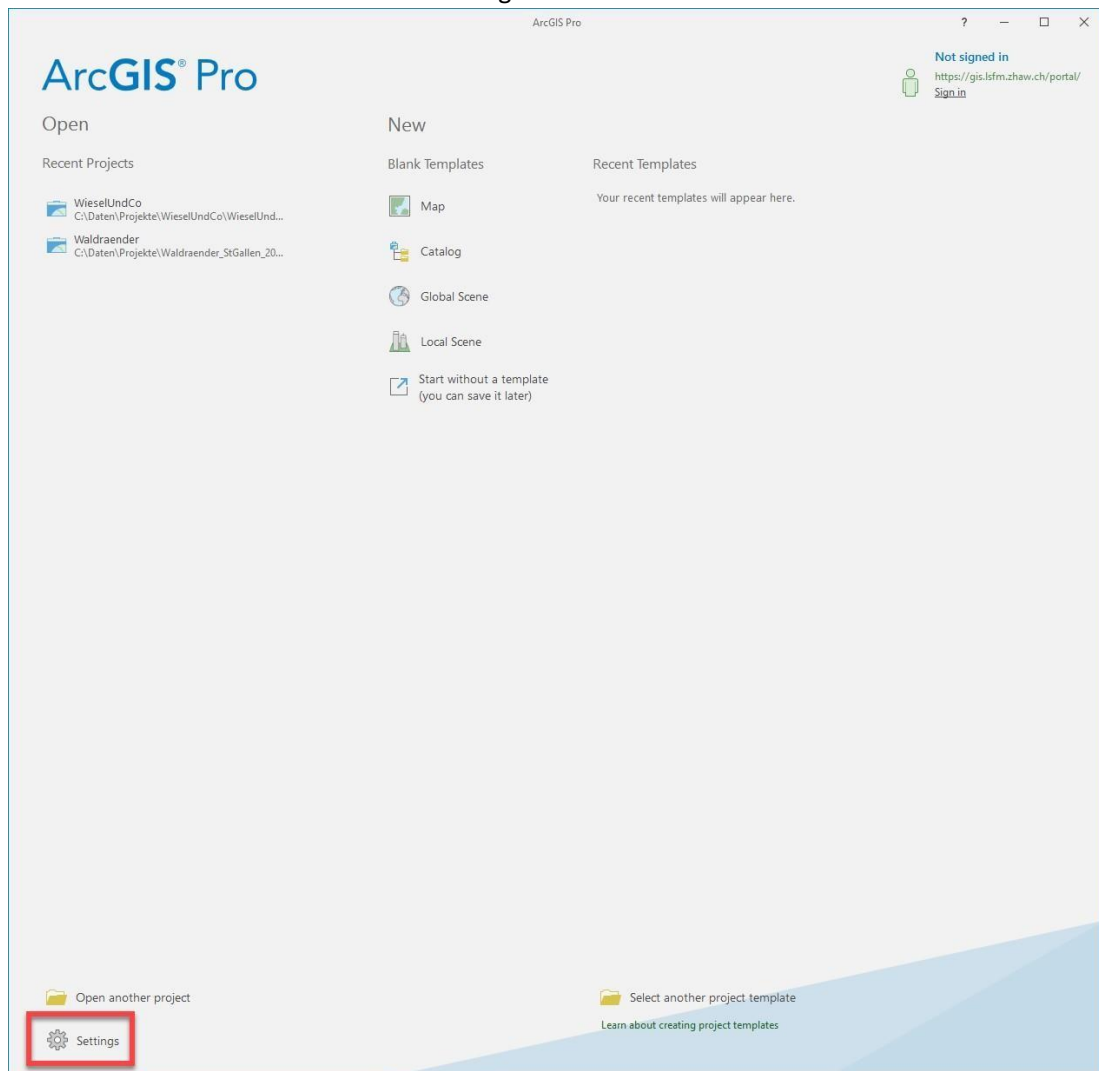 ArcGIS Pro
?
ArcGIS® Pro
Not signed in
https://gis.lsfm.zhaw.ch/portal/
Sign in
Open
New
Recent Projects
Blank Templates
Recent Templates
WieselUndCo
C:\Daten\Projekte\WieselUndCo\WieselUnd...
Waldraender
C:\Daten\Projekte\Waldraender_StGallen_20...
Map
Catalog
Global Scene
Local Scene
Start without a template
(you can save it later)
Your recent templates will appear here.
Open another project
Select another project template
Learn about creating project templates
Settings